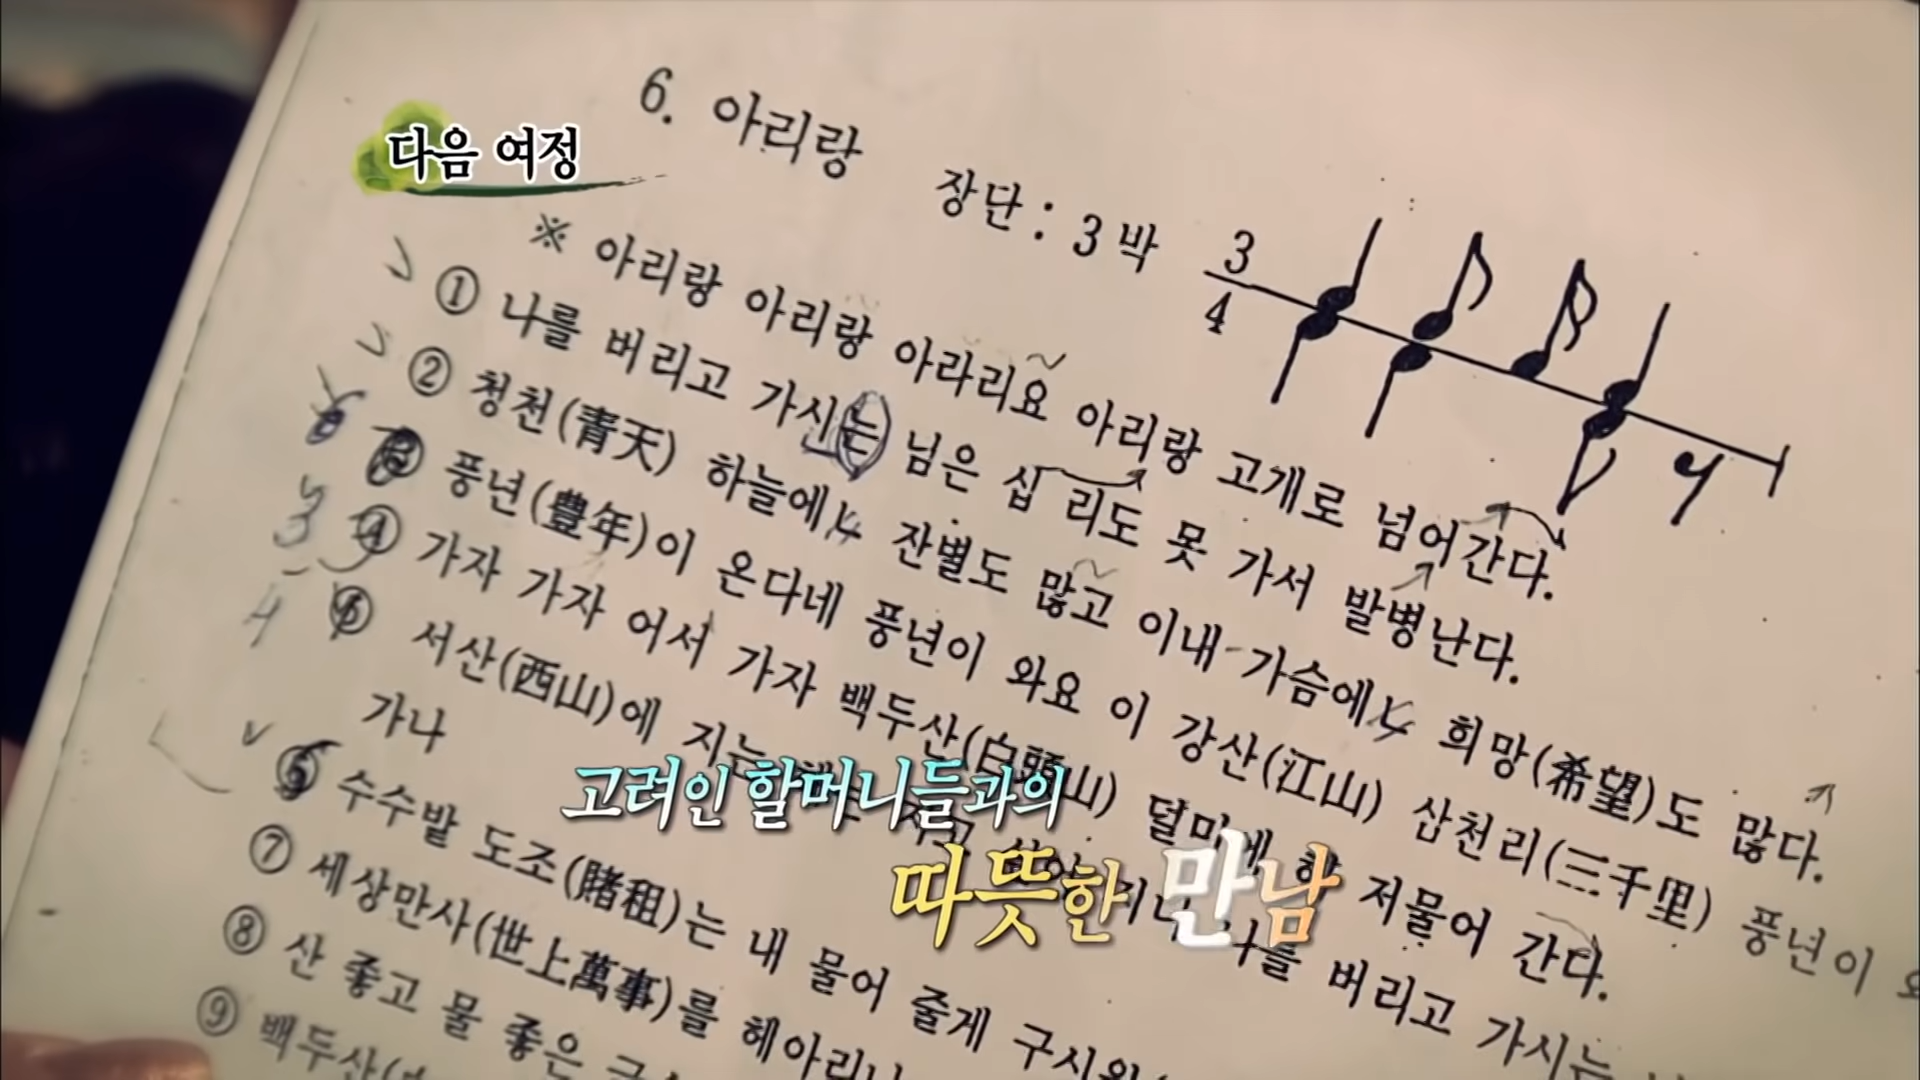 6. 아리랑
다음 여정
장단 : 3박
3
4
※ 아리랑 아리랑 아라리요 아리랑 고개로 넘어간다.
① 나를 버리고 가시는 님은 십 리도 못 가서 발병난다.
② 청천(靑天) 하늘에 잔별도 많고 이내 가슴에 희망(希望)도 많다.
풍년(豊年)이 온다네 풍년이 와요 이 강산(江山) 삼천리(三千里) 풍년이
3 ④ 가자 가자 어서 가자 백두산(白頭山) 덜미에 해 저물어 간다.
4 서산(西山)에 지는 나를 버리고 가시는
가나
수수밭 도조(賭租)는 내 물어 줄게 구시월
⑦ 세상만사(世上萬事)를 헤아리
⑧ 산 좋고 물 좋은
⑨ 백두산(
고려인 할머니들과의
따뜻한 만남